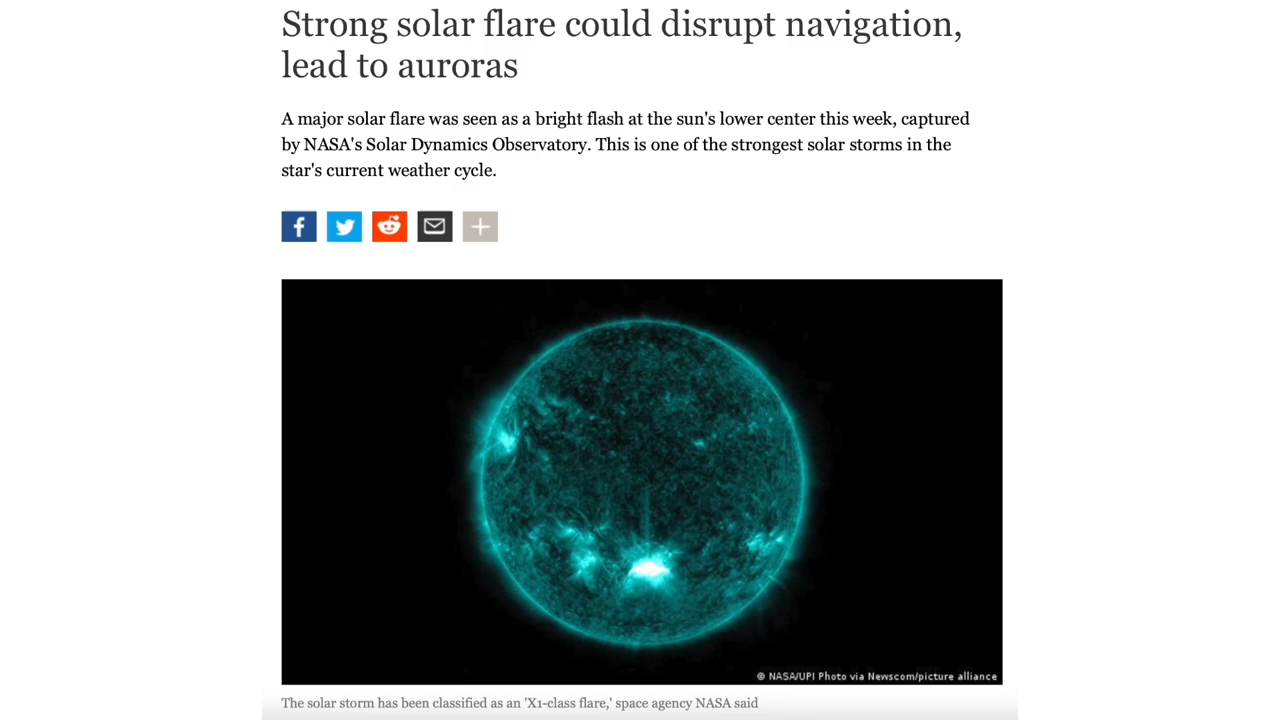 Strong solar flare could disrupt navigation,
lead to auroras
A major solar flare was seen as a bright flash at the sun's lower center this week, captured
by NASA's Solar Dynamics Observatory. This is one of the strongest solar storms in the
star's current weather cycle.
© NASA/UPI Photo via Newscom/picture alliance
The solar storm has been classified as an 'X1-class flare,' space agency NASA said